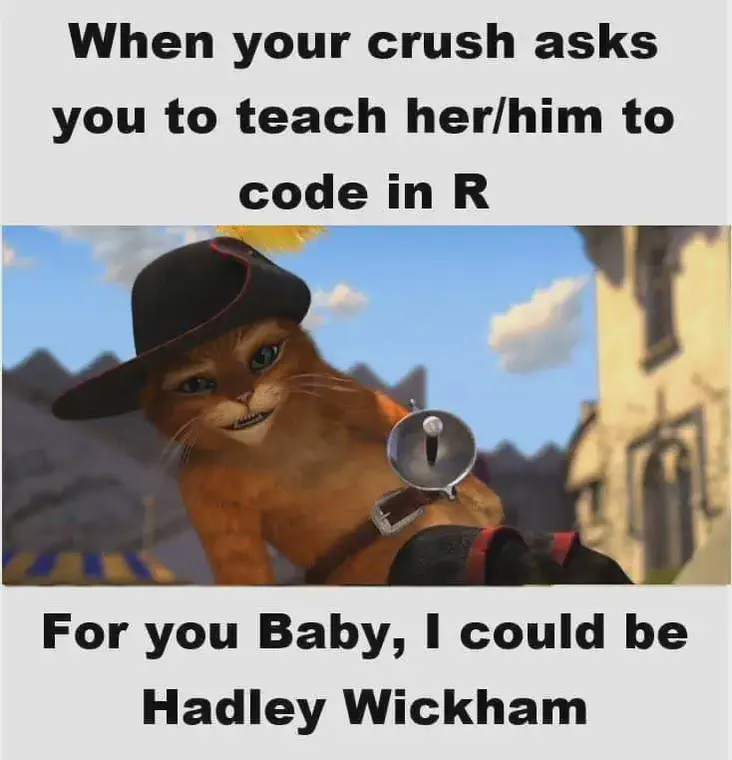 When your crush asks
you to teach her/him to
code in R
For you Baby, I could be
Hadley Wickham